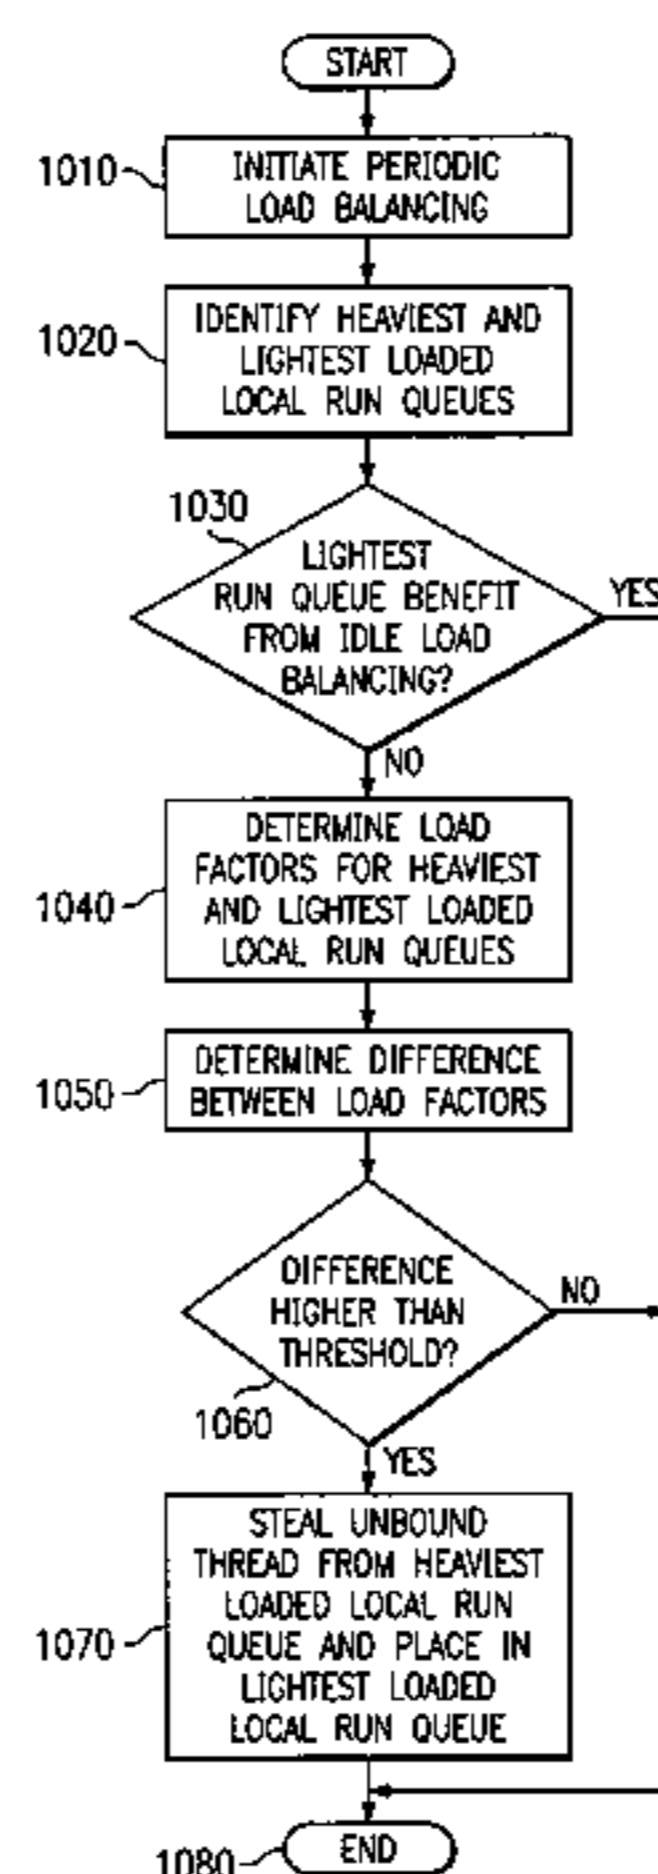 START
1010
INITIATE PERIODIC
LOAD BALANCING
1020
IDENTIFY HEAVIEST AND
LIGHTEST LOADED
LOCAL RUN QUEUES
1030
LIGHTEST
RUN QUEUE BENEFIT
FROM IDLE LOAD
BALANCING?
YES
NO
1040
DETERMINE LOAD
FACTORS FOR HEAVIEST
AND LIGHTEST LOADED
LOCAL RUN QUEUES
1050
DETERMINE DIFFERENCE
BETWEEN LOAD FACTORS
DIFFERENCE
HIGHER THAN
THRESHOLD?
NO
1060
YES
1070
STEAL UNBOUND
THREAD FROM HEAVIEST
LOADED LOCAL RUN
QUEUE AND PLACE IN
LIGHTEST LOADED
LOCAL RUN QUEUE
1080
END